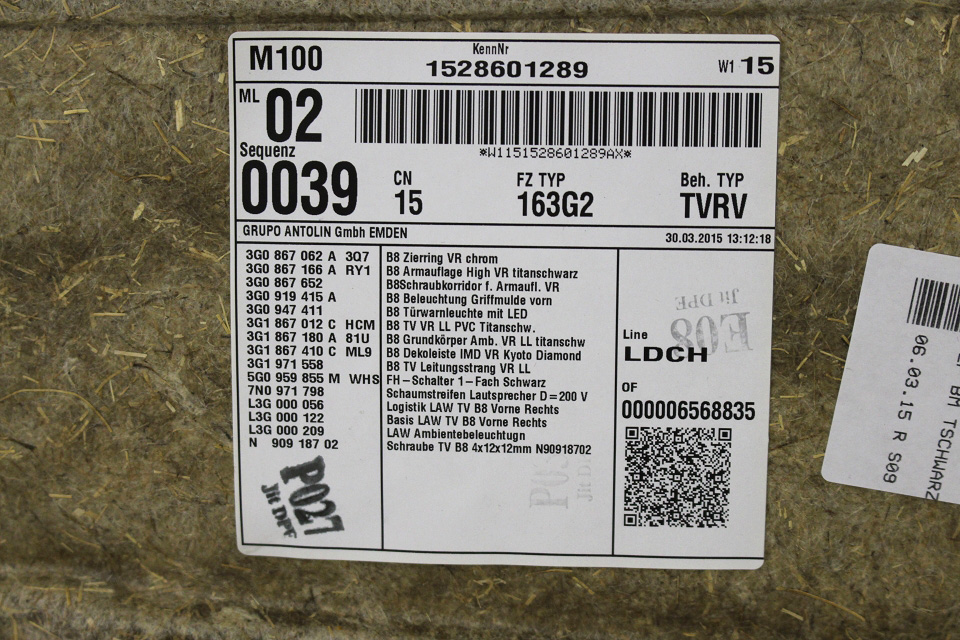 M100
KennNr
1528601289
W1 15
ML 02
*W1151528601289AX*
Sequenz
0039
CN
15
FZ TYP
163G2
Beh. TYP
TVRV
GRUPO ANTOLIN Gmbh EMDEN
30.03.2015 13:12:18
3G0 867 062 A 3Q7
3G0 867 166 A RY1
3G0 867 652
3G0 919 415 A
3G0 947 411
3G1 867 012 C HCM
3G1 867 180 A 81U
3G1 867 410 C ML9
3G1 971 558
5G0 959 855 M WHS
7N0 971 798
L3G 000 056
L3G 000 122
L3G 000 209
N 909 187 02
B8 Zierring VR chrom
B8 Armauflage High VR titanschwarz
B8Schraubkorridor f. Armaufl. VR
B8 Beleuchtung Griffmulde vorn
B8 Türwarnleuchte mit LED
B8 TV VR LL PVC Titanschw.
B8 Grundkörper Amb. VR LL titanschw
B8 Dekoleiste IMD VR Kyoto Diamond
B8 TV Leitungsstrang VR LL
FH-Schalter 1-Fach Schwarz
Schaumstreifen Lautsprecher D=200 V
Logistik LAW TV B8 Vorne Rechts
Basis LAW TV B8 Vorne Rechts
LAW Ambientebeleuchtugn
Schraube TV B8 4x12x12mm N90918702
Jit DPE
E08
Line
LDCH
OF
000006568835
P027
Jit DPE
P0
Jit
BM TSCHWARZ
06.03.15 R S09